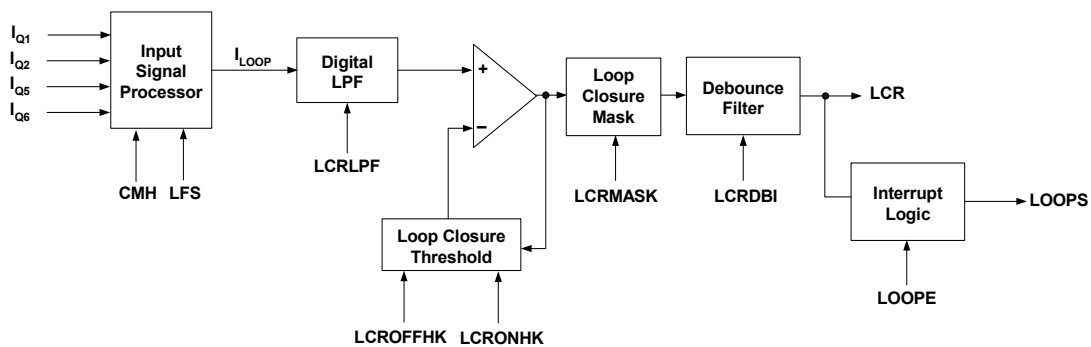 I_Q1
I_Q2
I_Q5
I_Q6
Input
Signal
Processor
CMH
LFS
I_LOOP
Digital
LPF
LCRLPF
+
−
Loop Closure
Threshold
LCROFFHK
LCRONHK
Loop
Closure
Mask
LCRMASK
Debounce
Filter
LCRDBI
LCR
Interrupt
Logic
LOOPE
LOOPS